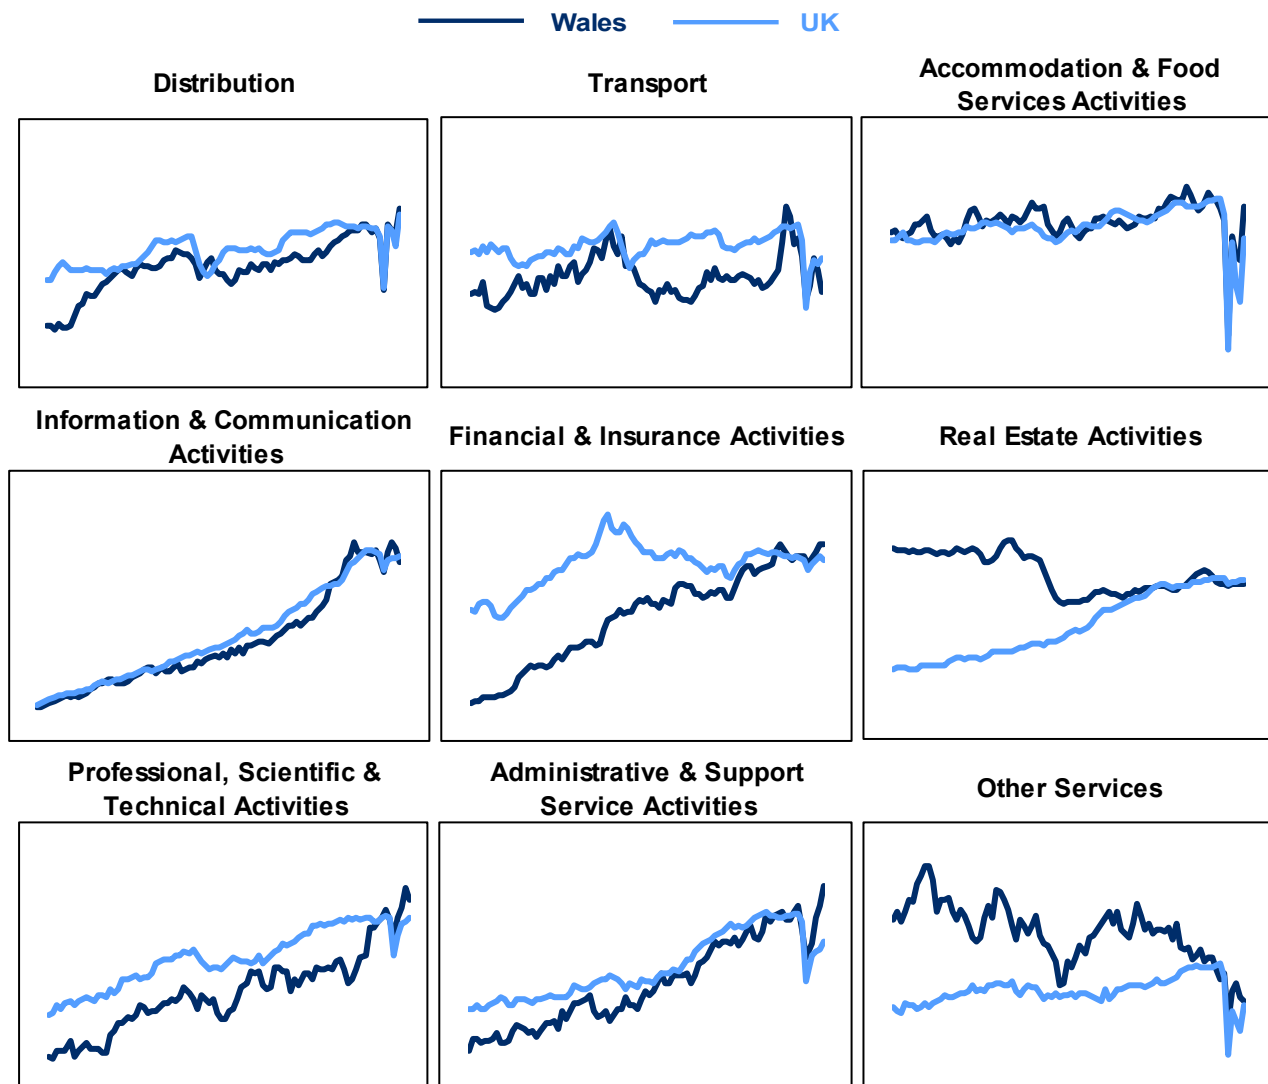 Wales
UK
Distribution
Transport
Accommodation & Food
Services Activities
Information & Communication
Activities
Financial & Insurance Activities
Real Estate Activities
Professional, Scientific &
Technical Activities
Administrative & Support
Service Activities
Other Services